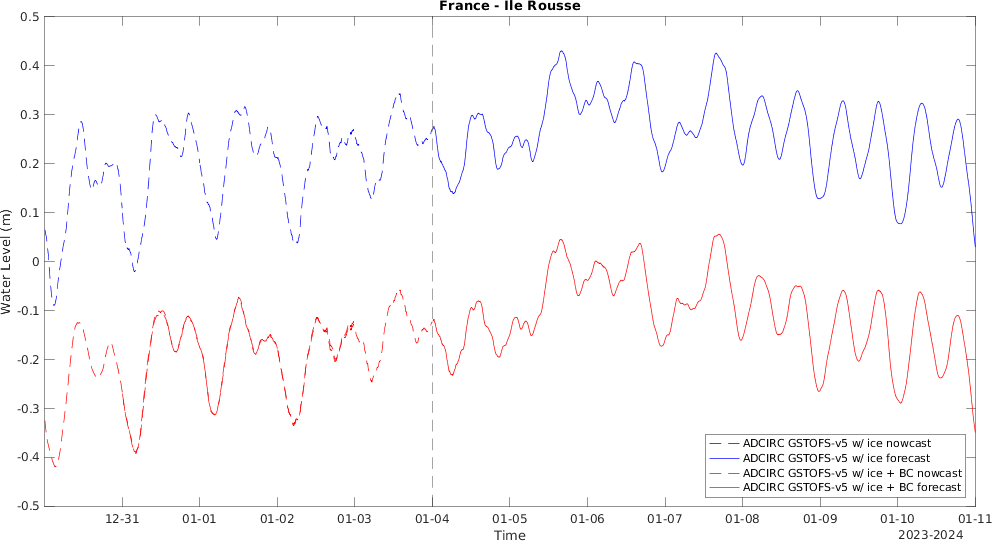 France - Ile Rousse
Water Level (m)
0.5
0.4
0.3
0.2
0.1
0
-0.1
-0.2
-0.3
-0.4
-0.5
ADCIRC GSTOFS-v5 w/ ice nowcast
ADCIRC GSTOFS-v5 w/ ice forecast
ADCIRC GSTOFS-v5 w/ ice + BC nowcast
ADCIRC GSTOFS-v5 w/ ice + BC forecast
12-31 01-01 01-02 01-03 01-04 01-05 01-06 01-07 01-08 01-09 01-10 01-11
Time
2023-2024